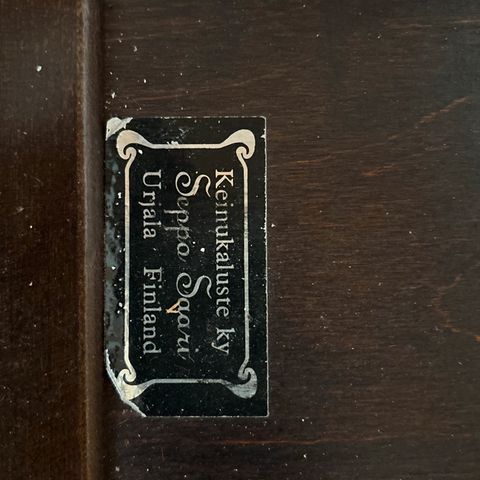 Keinukaluste ky
Seppo Saari
Urjala Finland